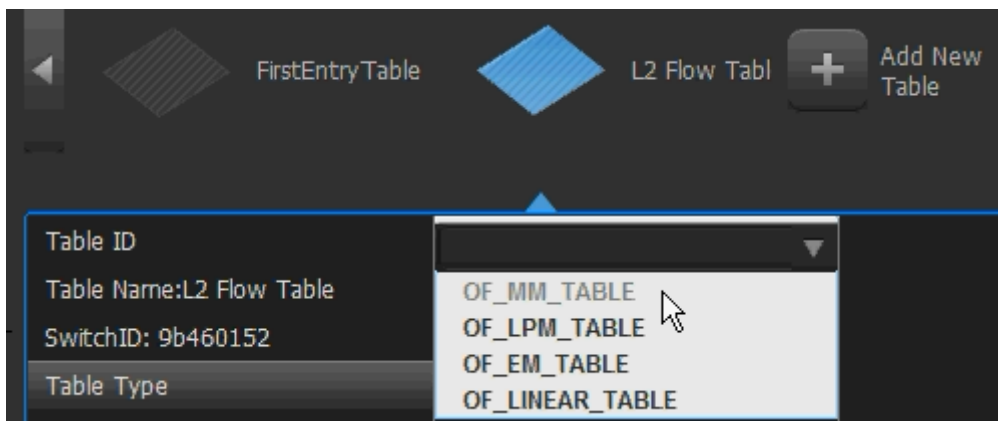 FirstEntryTable
L2 Flow Tabl
Add New
Table
Table ID
Table Name:L2 Flow Table
SwitchID: 9b460152
Table Type
OF_MM_TABLE
OF_LPM_TABLE
OF_EM_TABLE
OF_LINEAR_TABLE